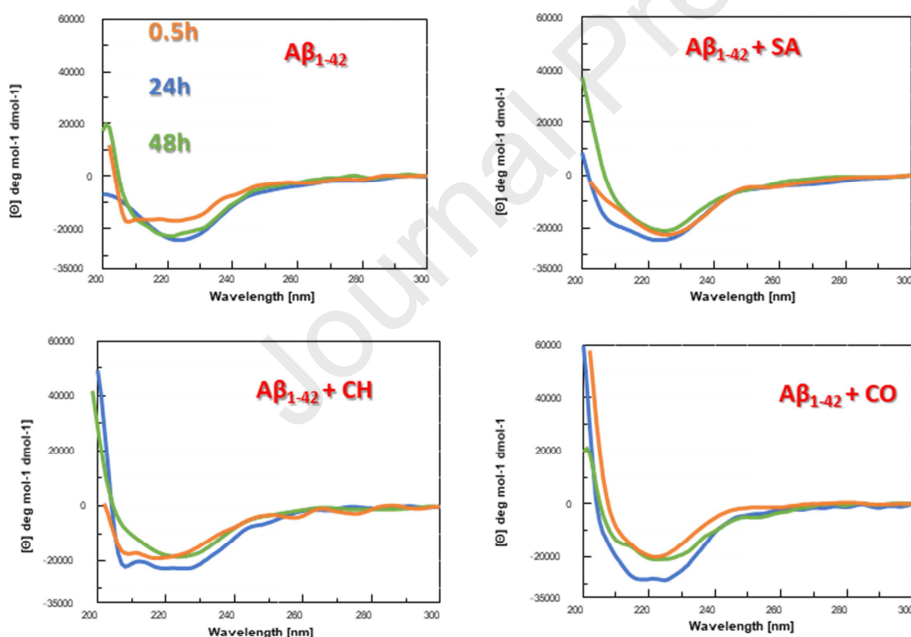 60000
40000
20000
0
-20000
-35000
[Θ] deg mol-1 dmol-1]
200 220 240 260 280 300
Wavelength [nm]
0.5h
24h
48h
Aβ1-42
60000
40000
20000
0
-20000
-35000
[Θ] deg mol-1 dmol-1]
200 220 240 260 280 300
Wavelength [nm]
Aβ1-42 + SA
60000
40000
20000
0
-20000
-35000
[Θ] deg mol-1 dmol-1]
200 220 240 260 280 300
Wavelength [nm]
Aβ1-42 + CH
60000
40000
20000
0
-20000
-35000
[Θ] deg mol-1 dmol-1]
200 220 240 260 280 300
Wavelength [nm]
Aβ1-42 + CO
Journal Pre